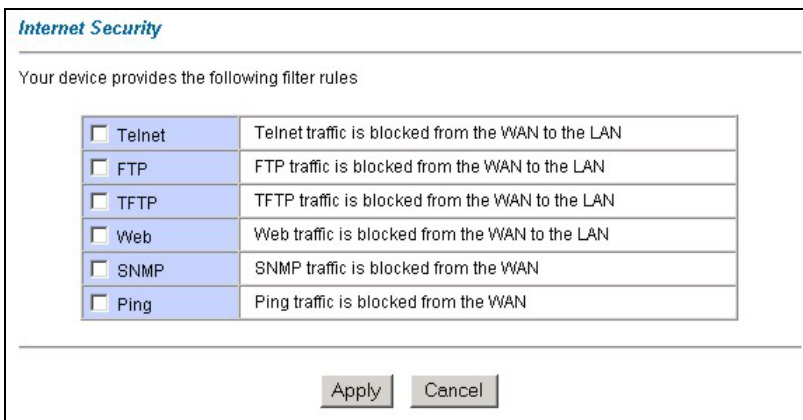 Internet Security
Your device provides the following filter rules
Telnet Telnet traffic is blocked from the WAN to the LAN
FTP FTP traffic is blocked from the WAN to the LAN
TFTP TFTP traffic is blocked from the WAN to the LAN
Web Web traffic is blocked from the WAN to the LAN
SNMP SNMP traffic is blocked from the WAN
Ping Ping traffic is blocked from the WAN
Apply Cancel